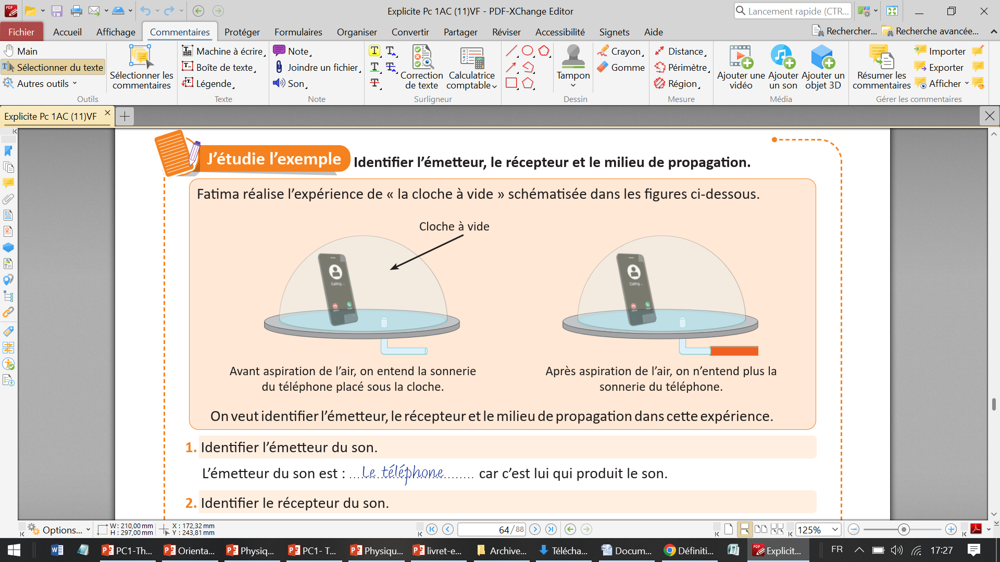 Explicite Pc 1AC (11)VF - PDF-XChange Editor
Lancement rapide (CTR...
Fichier Accueil Affichage Commentaires Protéger Formulaires Organiser Convertir Partager Réviser Accessibilité Signets Aide
Rechercher... Recherche avancée...
Main
Sélectionner du texte
Autres outils
Outils
Sélectionner les
commentaires
Machine à écrire
Boîte de texte
Légende
Texte
Note
Joindre un fichier
Son
Note
Correction
de texte
Calculatrice
comptable
Surligneur
Tampon
Crayon
Gomme
Dessin
Distance
Périmètre
Région
Mesure
Ajouter une
vidéo
Ajouter
un son
Ajouter un
objet 3D
Média
Résumer les
commentaires
Importer
Exporter
Afficher
Gérer les commentaires
Explicite Pc 1AC (11)VF
J'étudie l'exemple
Identifier l'émetteur, le récepteur et le milieu de propagation.
Fatima réalise l'expérience de « la cloche à vide » schématisée dans les figures ci-dessous.
Cloche à vide
Calling...
Calling...
Avant aspiration de l'air, on entend la sonnerie
du téléphone placé sous la cloche.
Après aspiration de l'air, on n'entend plus la
sonnerie du téléphone.
On veut identifier l'émetteur, le récepteur et le milieu de propagation dans cette expérience.
1. Identifier l'émetteur du son.
L'émetteur du son est : ... Le téléphone ... car c'est lui qui produit le son.
2. Identifier le récepteur du son.
Options...
W : 210,00 mm
H : 297,00 mm
X : 172,32 mm
Y : 243,81 mm
64 / 88
125%
PC1-Th... Orienta... Physiq... PC1- T... Physiqu... livret-e... Archive... Télécha... Docum... Définiti... Explicit... FR 17:27